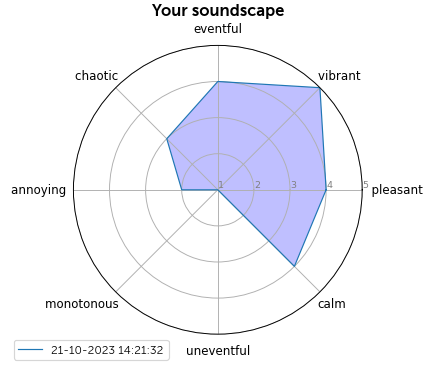 Your soundscape
eventful
chaotic
vibrant
annoying
1
2
3
4
5
pleasant
monotonous
calm
uneventful
21-10-2023 14:21:32